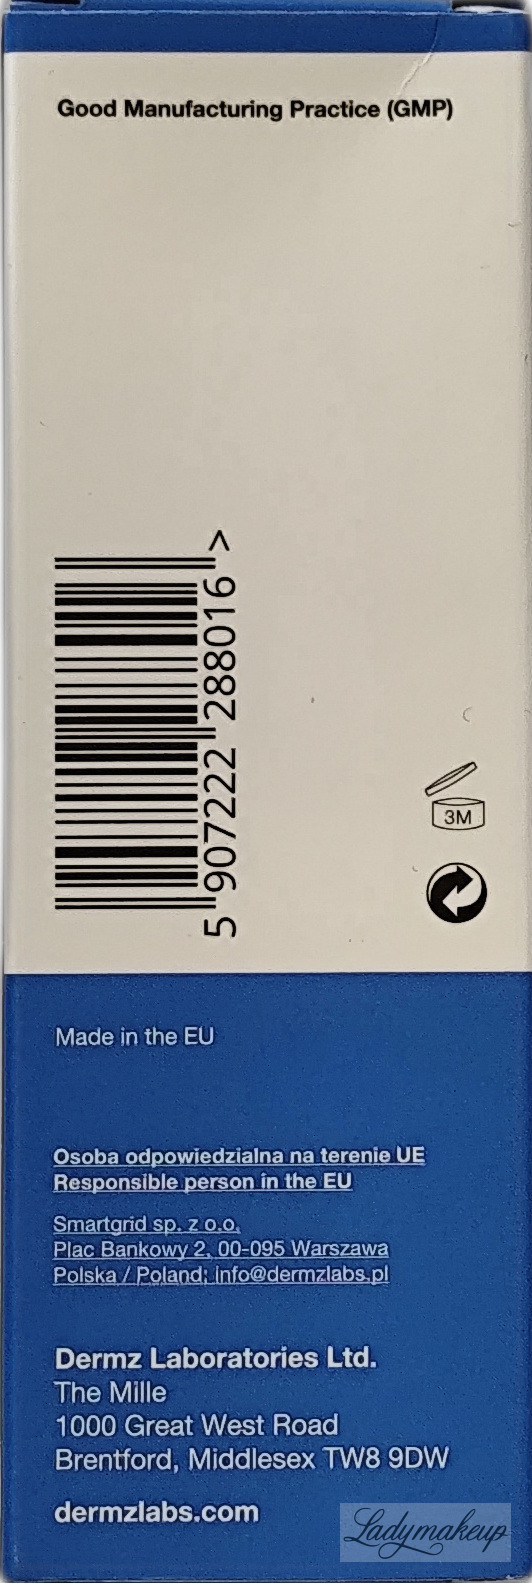 Good Manufacturing Practice (GMP)
5 907222 288016 >
3M
Made in the EU
Osoba odpowiedzialna na terenie UE
Responsible person in the EU
Smartgrid sp. z o.o.
Plac Bankowy 2, 00-095 Warszawa
Polska / Poland; info@dermzlabs.pl
Dermz Laboratories Ltd.
The Mille
1000 Great West Road
Brentford, Middlesex TW8 9DW
dermzlabs.com
Ladymakeup